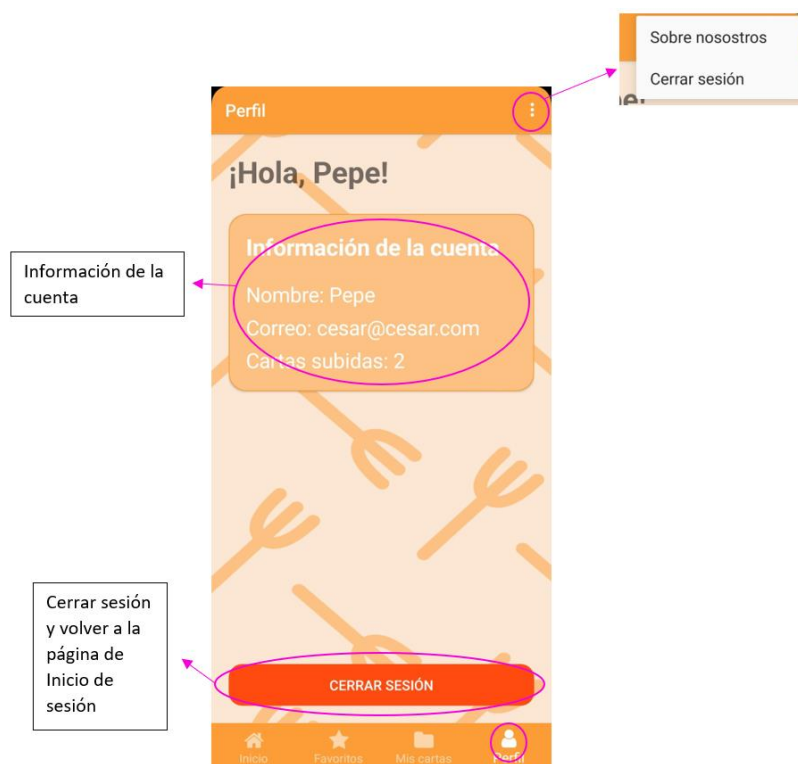 Sobre nosostros
Cerrar sesión
Perfil
¡Hola, Pepe!
Información de la cuenta
Nombre: Pepe
Correo: cesar@cesar.com
Cartas subidas: 2
Información de la
cuenta
Cerrar sesión
y volver a la
página de
Inicio de
sesión
CERRAR SESIÓN
Inicio
Favoritos
Mis cartas
Perfil